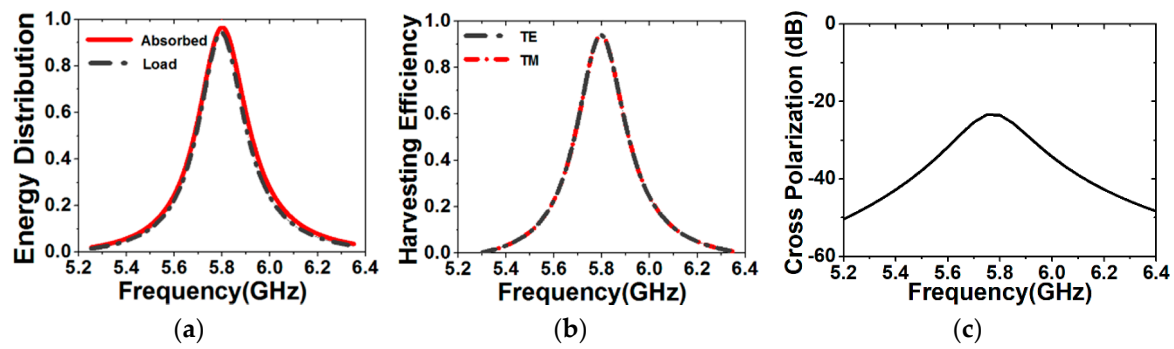 Energy Distribution
1.0
0.8
0.6
0.4
0.2
0.0
Absorbed
Load
5.2 5.4 5.6 5.8 6.0 6.2 6.4
Frequency(GHz)
(a)
Harvesting Efficiency
1.0
0.8
0.6
0.4
0.2
0.0
TE
TM
5.2 5.4 5.6 5.8 6.0 6.2 6.4
Frequency(GHz)
(b)
Cross Polarization (dB)
0
-20
-40
-60
5.2 5.4 5.6 5.8 6.0 6.2 6.4
Frequency(GHz)
(c)